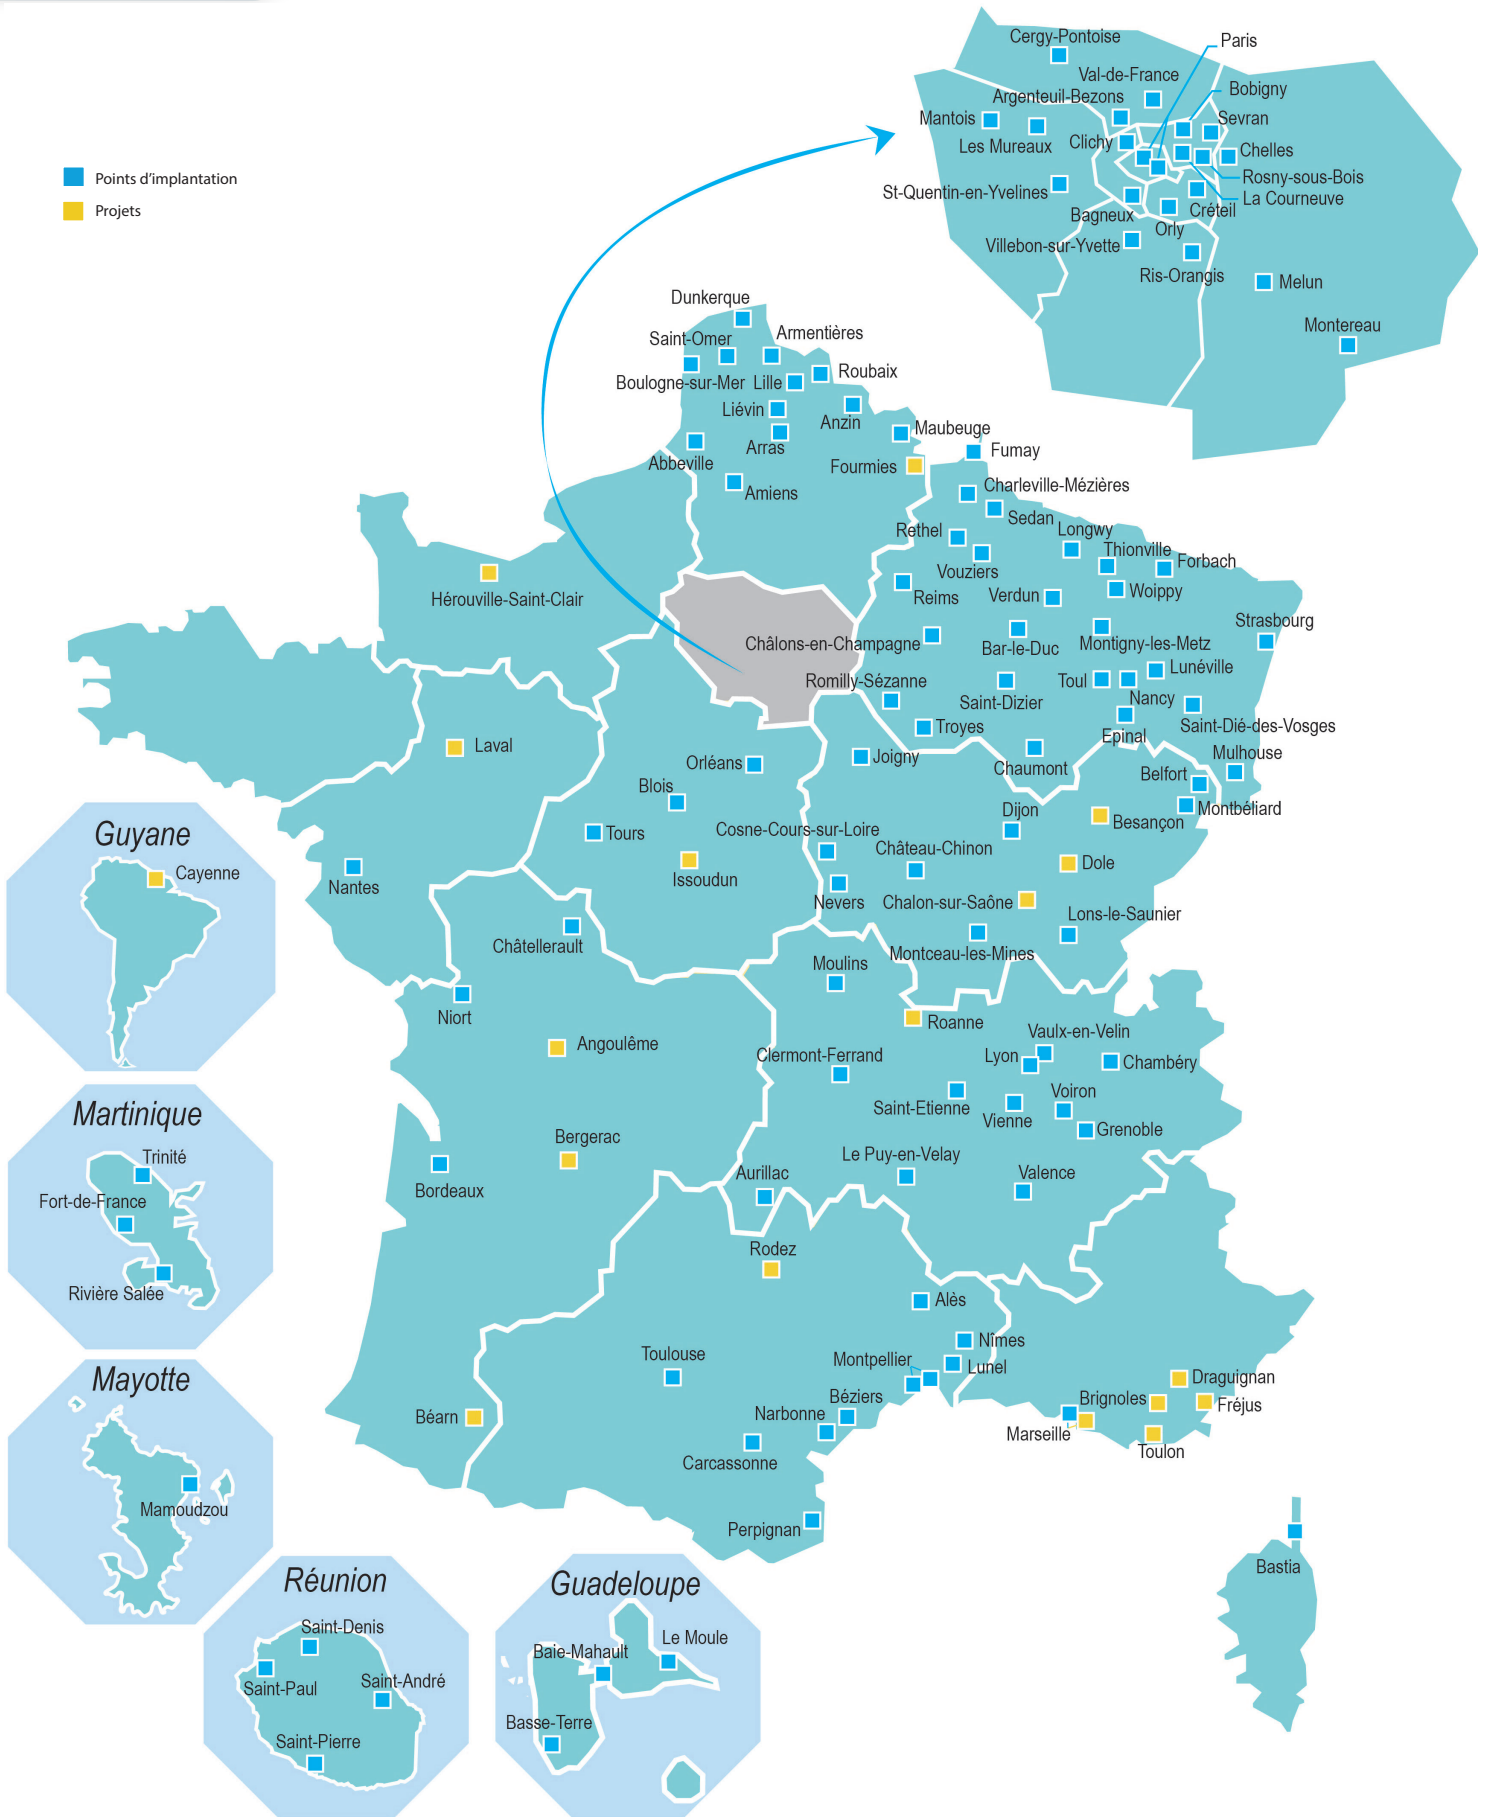 Points d'implantation
Projets
Cergy-Pontoise
Paris
Val-de-France
Argenteuil-Bezons
Bobigny
Mantois
Sevran
Les Mureaux
Clichy
Chelles
Rosny-sous-Bois
St-Quentin-en-Yvelines
La Courneuve
Bagneux
Créteil
Orly
Villebon-sur-Yvette
Ris-Orangis
Melun
Montereau
Dunkerque
Saint-Omer
Armentières
Boulogne-sur-Mer
Lille
Roubaix
Liévin
Anzin
Arras
Maubeuge
Abbeville
Fourmies
Fumay
Amiens
Charleville-Mézières
Sedan
Rethel
Longwy
Thionville
Forbach
Vouziers
Hérouville-Saint-Clair
Reims
Verdun
Woippy
Strasbourg
Châlons-en-Champagne
Bar-le-Duc
Montigny-les-Metz
Lunéville
Romilly-Sézanne
Toul
Saint-Dizier
Nancy
Troyes
Saint-Dié-des-Vosges
Epinal
Laval
Orléans
Joigny
Chaumont
Mulhouse
Belfort
Blois
Montbéliard
Dijon
Besançon
Tours
Cosne-Cours-sur-Loire
Château-Chinon
Dole
Issoudun
Nantes
Nevers
Chalon-sur-Saône
Lons-le-Saunier
Châtellerault
Montceau-les-Mines
Moulins
Niort
Roanne
Vaulx-en-Velin
Angoulême
Clermont-Ferrand
Lyon
Chambéry
Voiron
Saint-Etienne
Vienne
Grenoble
Bergerac
Le Puy-en-Velay
Aurillac
Valence
Bordeaux
Rodez
Alès
Nîmes
Toulouse
Montpellier
Lunel
Draguignan
Béarn
Béziers
Brignoles
Fréjus
Narbonne
Marseille
Toulon
Carcassonne
Perpignan
Bastia
Guyane
Cayenne
Martinique
Trinité
Fort-de-France
Rivière Salée
Mayotte
Mamoudzou
Réunion
Saint-Denis
Saint-Paul
Saint-André
Saint-Pierre
Guadeloupe
Baie-Mahault
Le Moule
Basse-Terre